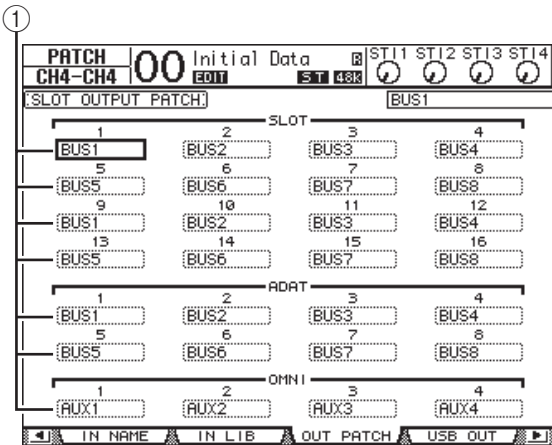 1
PATCH
CH4-CH4
00 Initial Data R
EDIT ST 48K
STI1 STI2 STI3 STI4
SLOT OUTPUT PATCH BUS1
SLOT
1 2 3 4
BUS1 BUS2 BUS3 BUS4
5 6 7 8
BUS5 BUS6 BUS7 BUS8
9 10 11 12
BUS1 BUS2 BUS3 BUS4
13 14 15 16
BUS5 BUS6 BUS7 BUS8
ADAT
1 2 3 4
BUS1 BUS2 BUS3 BUS4
5 6 7 8
BUS5 BUS6 BUS7 BUS8
OMNI
1 2 3 4
AUX1 AUX2 AUX3 AUX4
IN NAME IN LIB OUT PATCH USB OUT